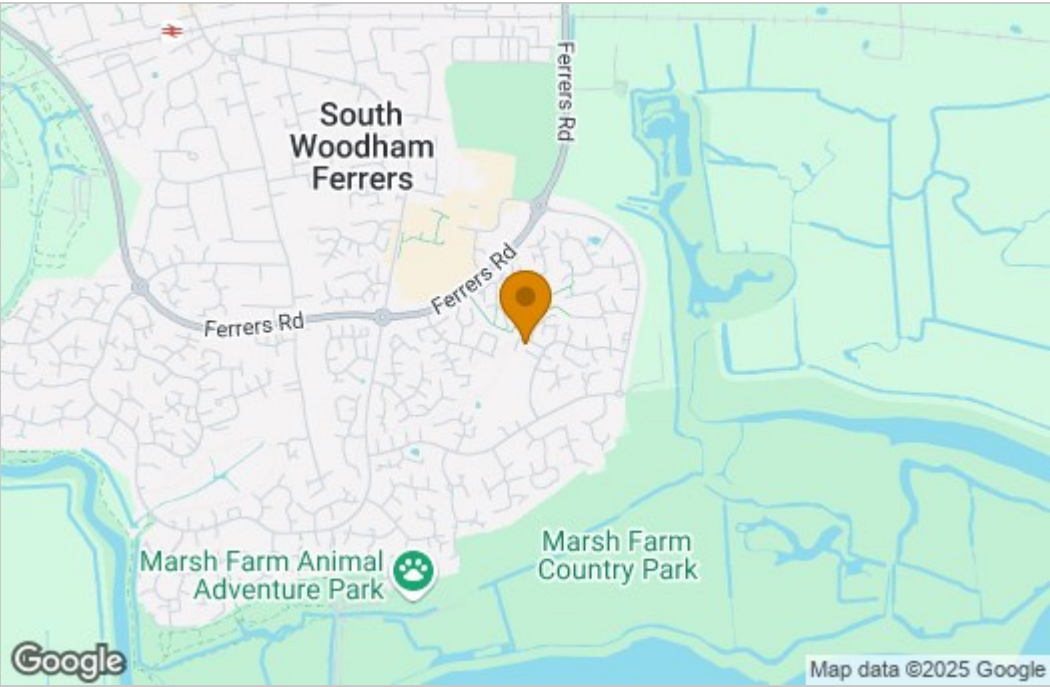 Ferrers Rd
South
Woodham
Ferrers
Ferrers Rd
Ferrers Rd
Marsh Farm Animal
Adventure Park
Marsh Farm
Country Park
Google
Map data ©2025 Google